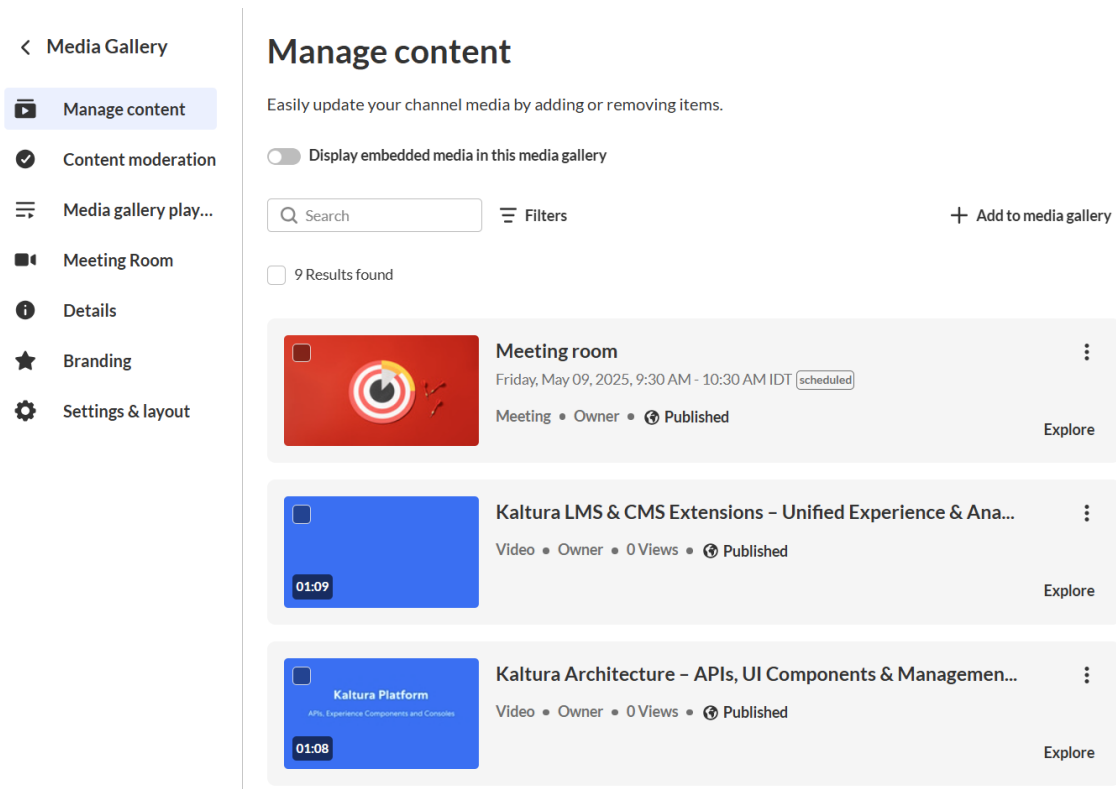 Media Gallery
Manage content
Content moderation
Media gallery play...
Meeting Room
Details
Branding
Settings & layout
Manage content
Easily update your channel media by adding or removing items.
Display embedded media in this media gallery
Search
Filters
Add to media gallery
9 Results found
Meeting room
Friday, May 09, 2025, 9:30 AM - 10:30 AM IDT scheduled
Meeting • Owner • Published
Explore
Kaltura LMS & CMS Extensions – Unified Experience & Ana...
Video • Owner • 0 Views • Published
01:09
Explore
Kaltura Platform
APIs, Experience Components and Consoles
01:08
Kaltura Architecture – APIs, UI Components & Managemen...
Video • Owner • 0 Views • Published
Explore